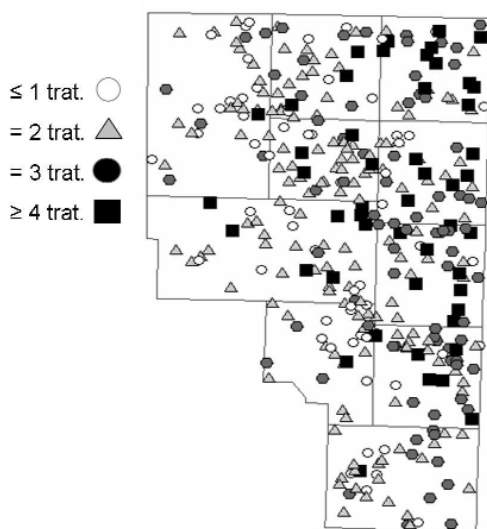 ≤ 1 trat.
= 2 trat.
= 3 trat.
≥ 4 trat.